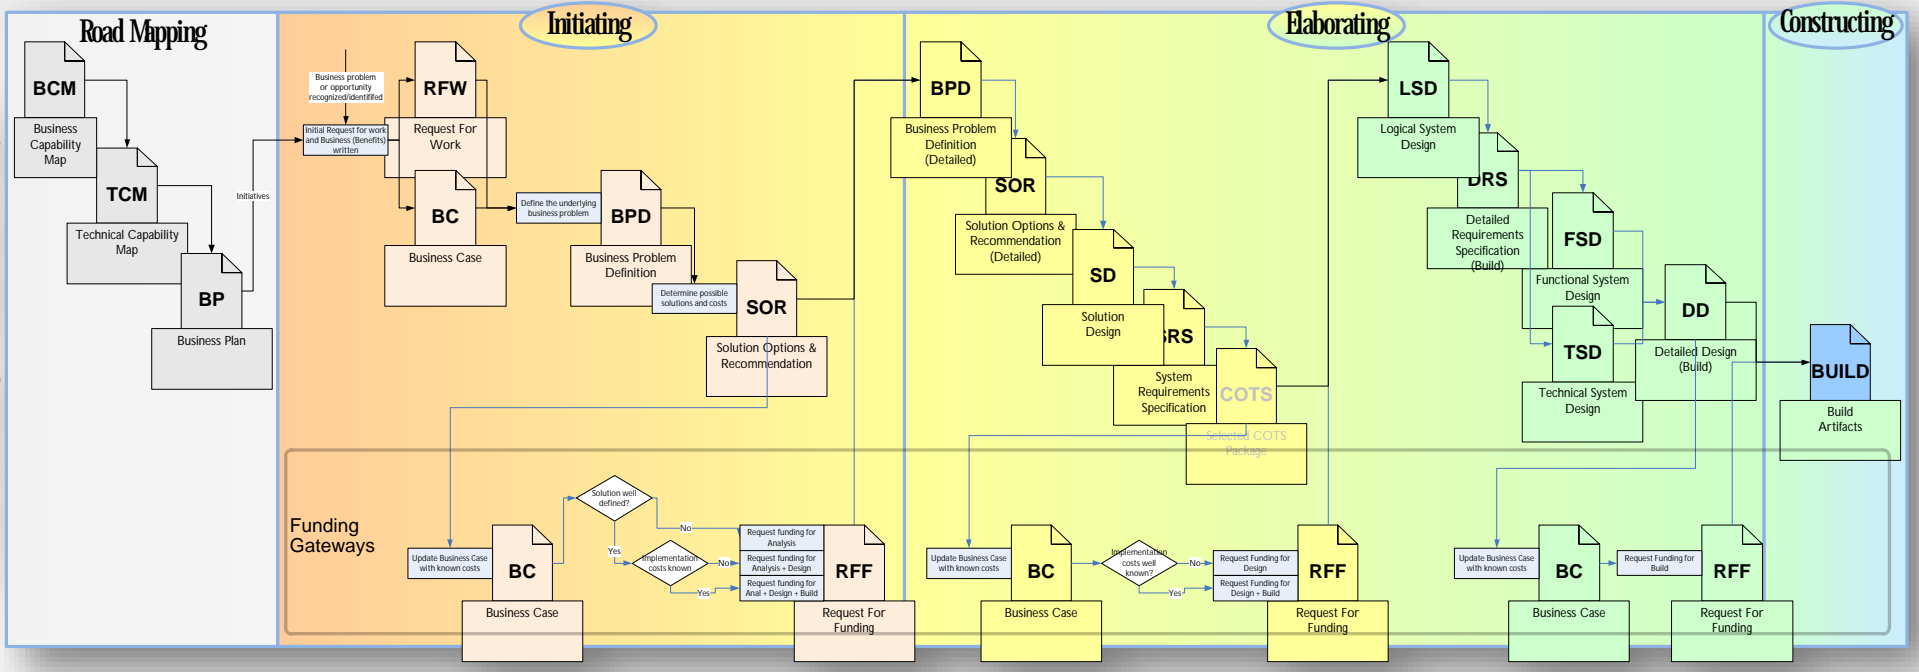 Road Mapping
Initiating
Elaborating
Constructing
BCM
Business
Capability
Map
TCM
Technical Capability
Map
BP
Business Plan
Initiatives
Business problem
or opportunity
recognized/identififed
Initial Request for work
and Business (Benefits)
written
RFW
Request For
Work
BC
Business Case
Define the underlying
business problem
BPD
Business Problem
Definition
Determine possible
solutions and costs
SOR
Solution Options &
Recommendation
BPD
Business Problem
Definition
(Detailed)
SOR
Solution Options &
Recommendation
(Detailed)
SD
Solution
Design
SRS
System
Requirements
Specification
COTS
Selected COTS
Package
LSD
Logical System
Design
DRS
Detailed
Requirements
Specification
(Build)
FSD
Functional System
Design
TSD
Technical System
Design
DD
Detailed Design
(Build)
BUILD
Build
Artifacts
Funding
Gateways
Update Business Case
with known costs
BC
Business Case
Solution well
defined?
No
Yes
Implementation
costs known
No
Yes
Request funding for
Analysis
Request funding for
Analysis + Design
Request funding for
Anal + Design + Build
RFF
Request For
Funding
Update Business Case
with known costs
BC
Business Case
Implementation
costs well
known?
No
Yes
Request Funding for
Design
Request Funding for
Design + Build
RFF
Request For
Funding
Update Business Case
with known costs
BC
Business Case
Request Funding for
Build
RFF
Request For
Funding